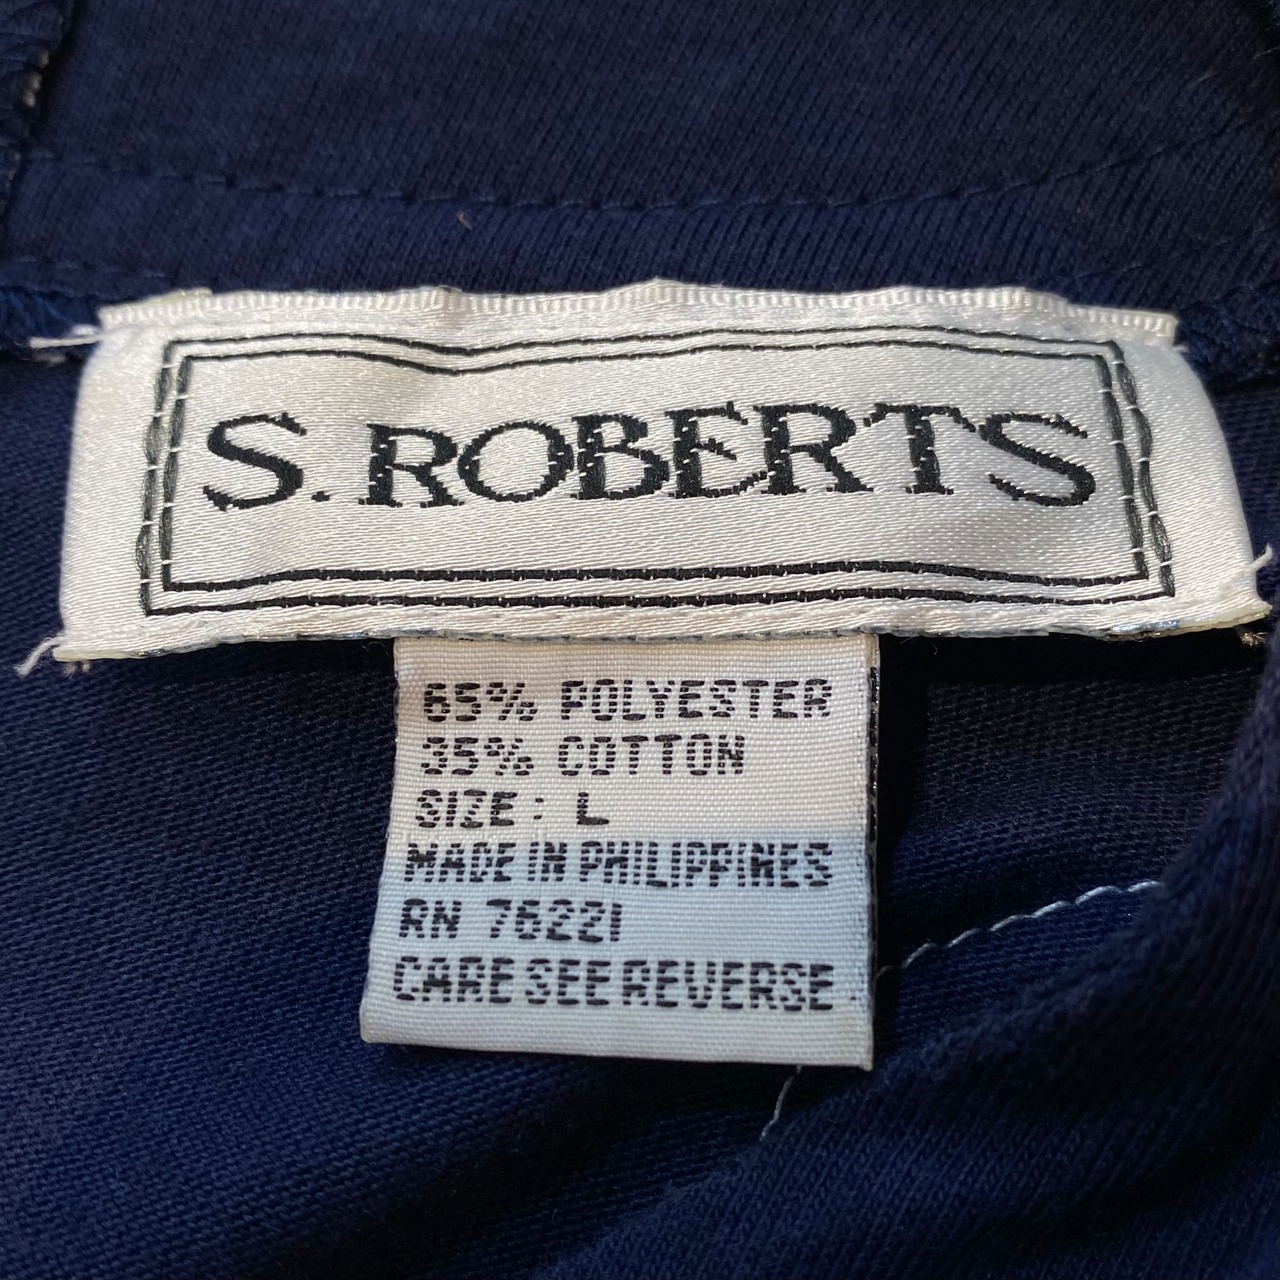 S. ROBERTS
65% POLYESTER
35% COTTON
SIZE: L
MADE IN PHILIPPINES
RN 76221
CARE SEE REVERSE